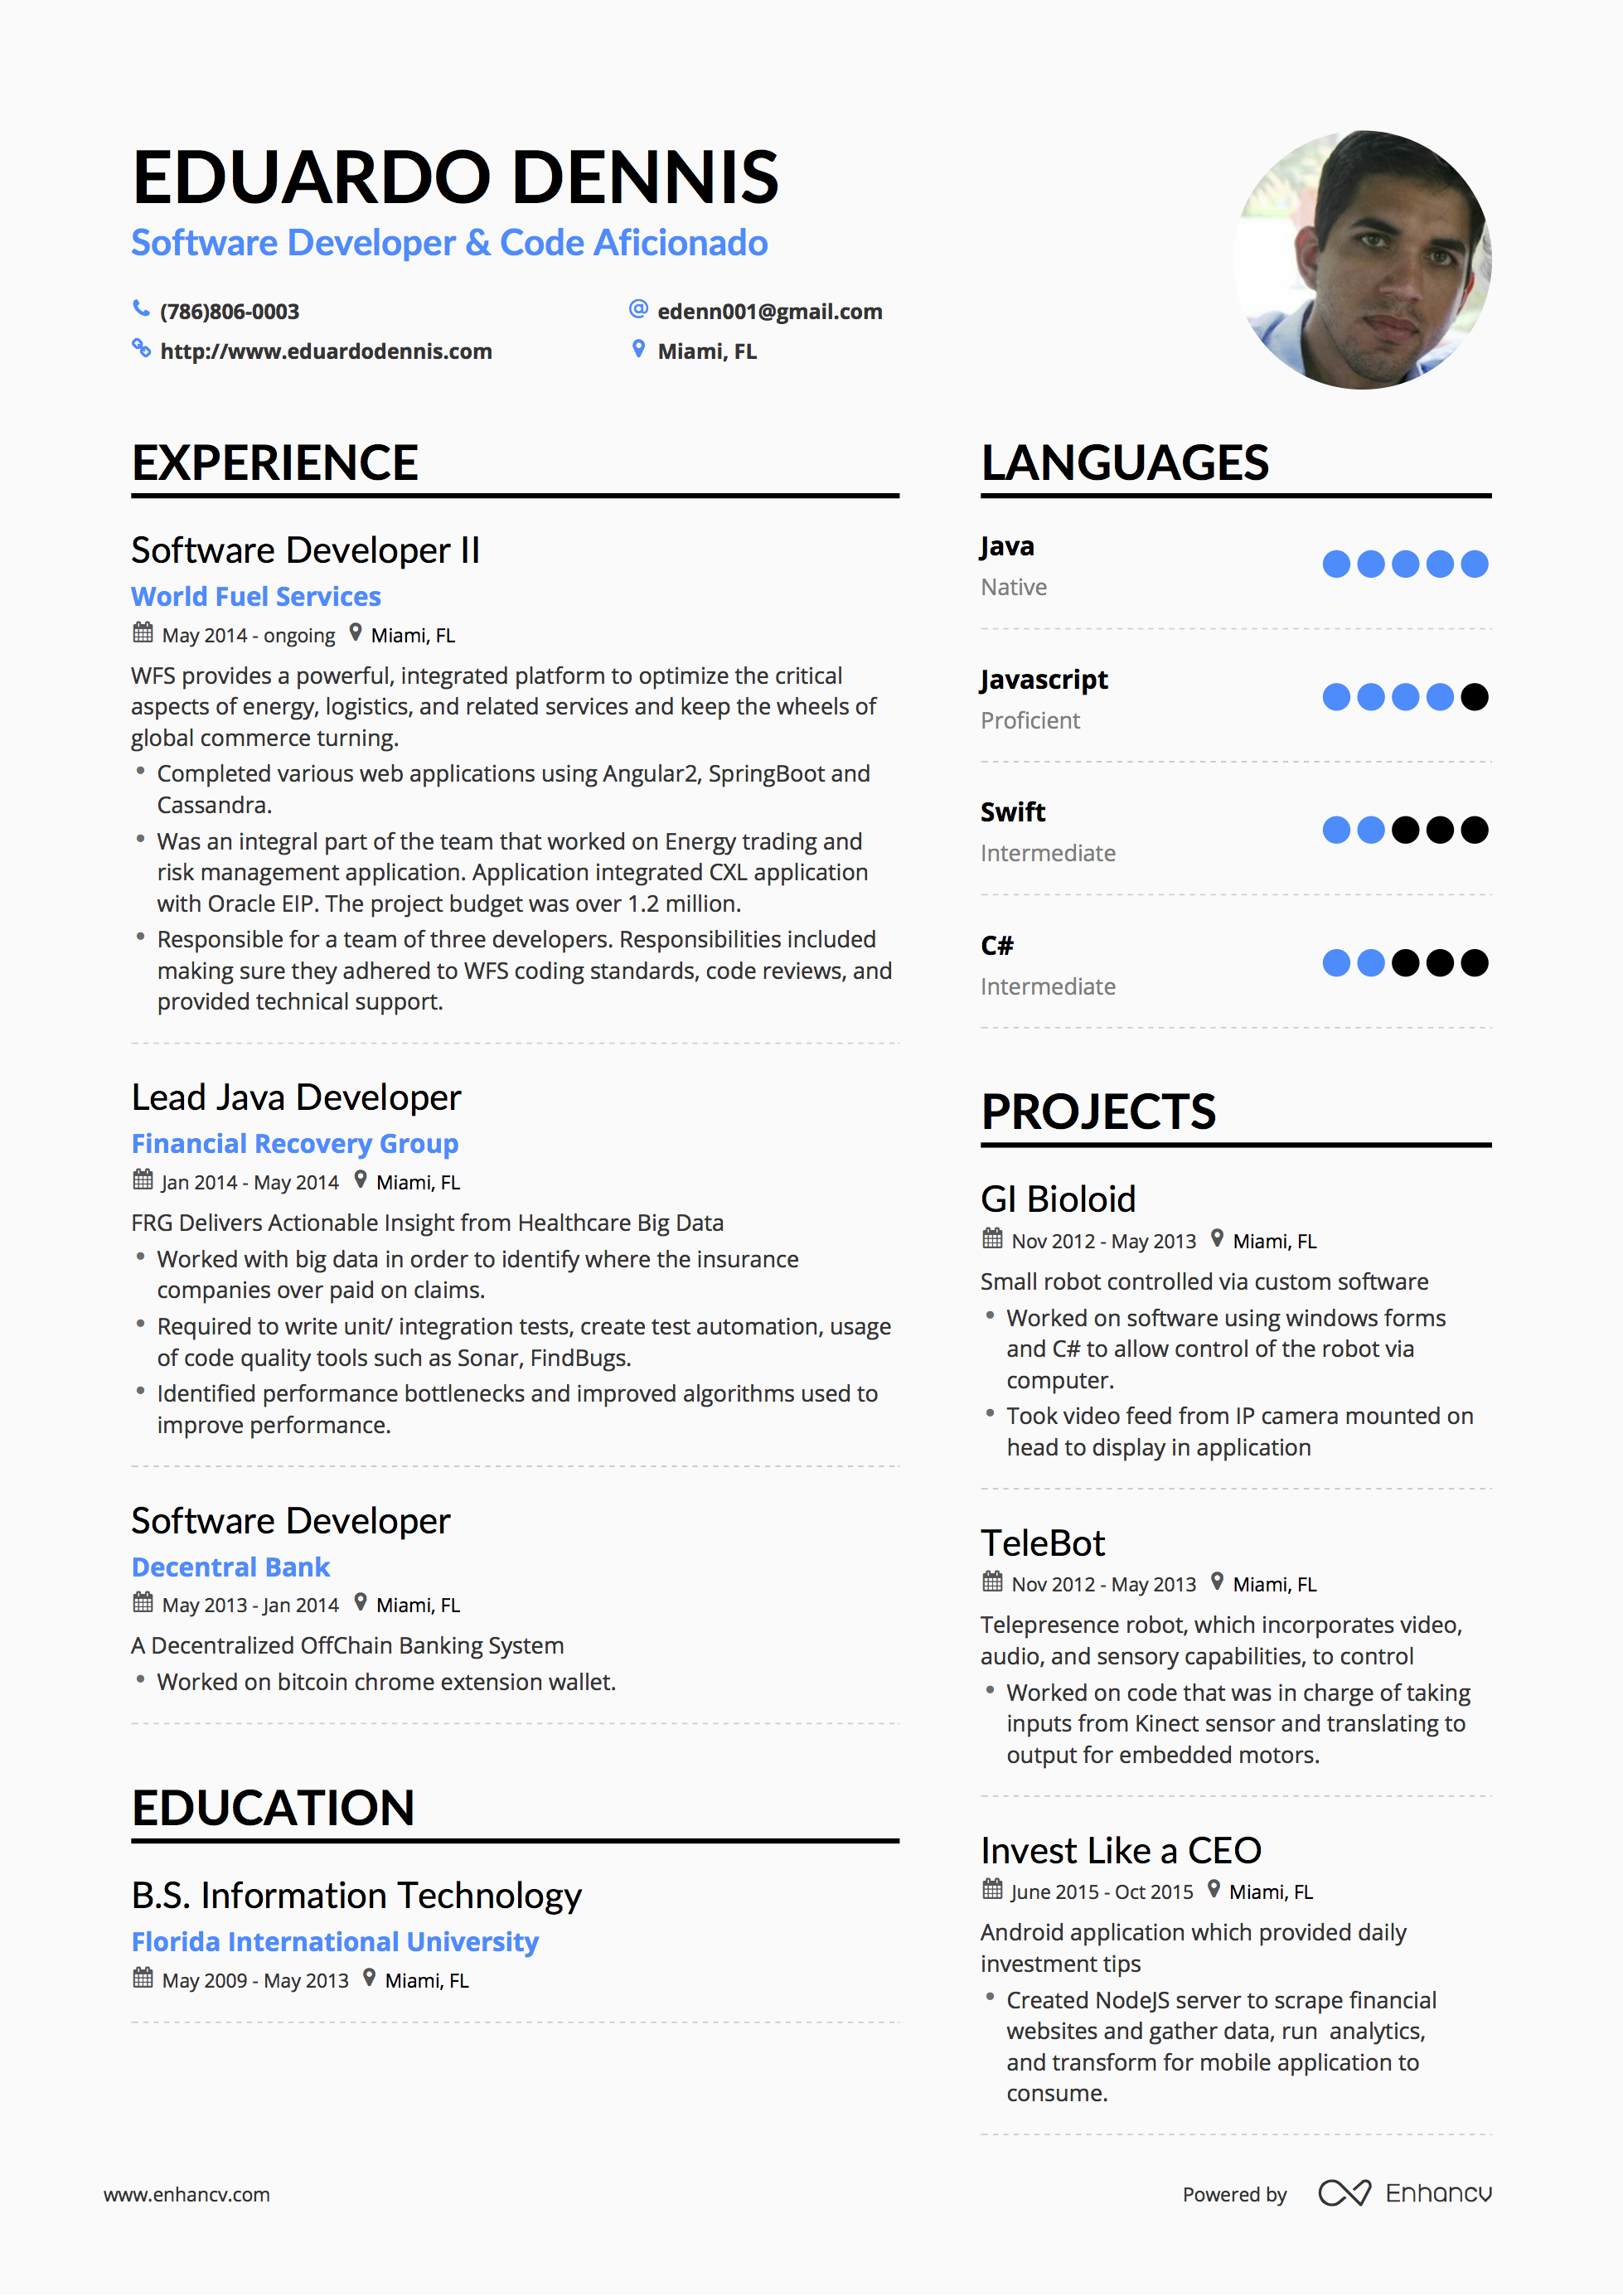 EDUARDO DENNIS
Software Developer & Code Aficionado
(786)806-0003
edenn001@gmail.com
http://www.eduardodennis.com
Miami, FL
EXPERIENCE
Software Developer II
World Fuel Services
May 2014 - ongoing Miami, FL
WFS provides a powerful, integrated platform to optimize the critical
aspects of energy, logistics, and related services and keep the wheels of
global commerce turning.
• Completed various web applications using Angular2, SpringBoot and
Cassandra.
• Was an integral part of the team that worked on Energy trading and
risk management application. Application integrated CXL application
with Oracle EIP. The project budget was over 1.2 million.
• Responsible for a team of three developers. Responsibilities included
making sure they adhered to WFS coding standards, code reviews, and
provided technical support.
Lead Java Developer
Financial Recovery Group
Jan 2014 - May 2014 Miami, FL
FRG Delivers Actionable Insight from Healthcare Big Data
• Worked with big data in order to identify where the insurance
companies over paid on claims.
• Required to write unit/ integration tests, create test automation, usage
of code quality tools such as Sonar, FindBugs.
• Identified performance bottlenecks and improved algorithms used to
improve performance.
Software Developer
Decentral Bank
May 2013 - Jan 2014 Miami, FL
A Decentralized OffChain Banking System
• Worked on bitcoin chrome extension wallet.
EDUCATION
B.S. Information Technology
Florida International University
May 2009 - May 2013 Miami, FL
LANGUAGES
Java
Native
Javascript
Proficient
Swift
Intermediate
C#
Intermediate
PROJECTS
GI Bioloid
Nov 2012 - May 2013 Miami, FL
Small robot controlled via custom software
• Worked on software using windows forms
and C# to allow control of the robot via
computer.
• Took video feed from IP camera mounted on
head to display in application
TeleBot
Nov 2012 - May 2013 Miami, FL
Telepresence robot, which incorporates video,
audio, and sensory capabilities, to control
• Worked on code that was in charge of taking
inputs from Kinect sensor and translating to
output for embedded motors.
Invest Like a CEO
June 2015 - Oct 2015 Miami, FL
Android application which provided daily
investment tips
• Created NodeJS server to scrape financial
websites and gather data, run  analytics,
and transform for mobile application to
consume.
www.enhancv.com
Powered by Enhancv